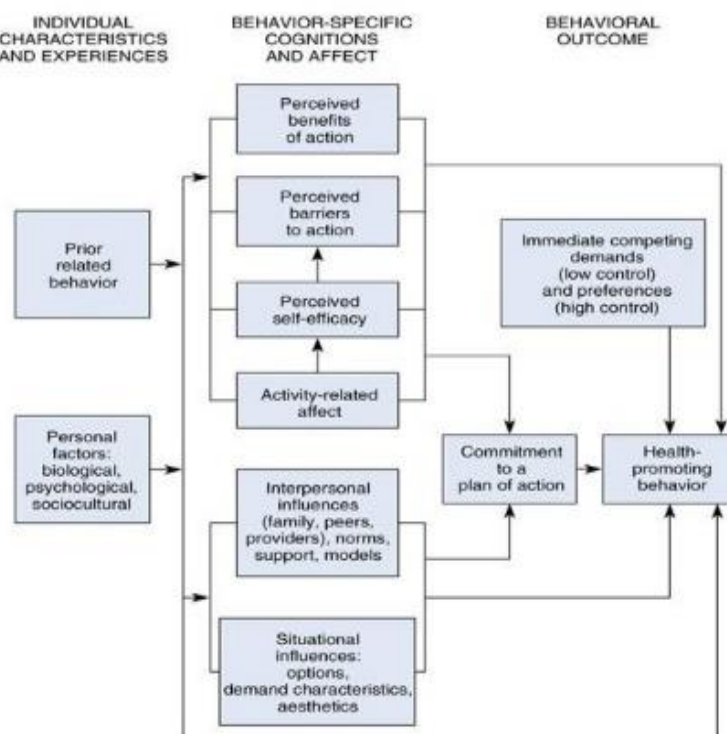 INDIVIDUAL
CHARACTERISTICS
AND EXPERIENCES
BEHAVIOR-SPECIFIC
COGNITIONS
AND AFFECT
BEHAVIORAL
OUTCOME
Perceived
benefits
of action
Perceived
barriers
to action
Prior
related
behavior
Immediate competing
demands
(low control)
and preferences
(high control)
Perceived
self-efficacy
Activity-related
affect
Personal
factors:
biological,
psychological,
sociocultural
Commitment
to a
plan of action
Health-
promoting
behavior
Interpersonal
influences
(family, peers,
providers), norms,
support, models
Situational
influences:
options,
demand characteristics,
aesthetics